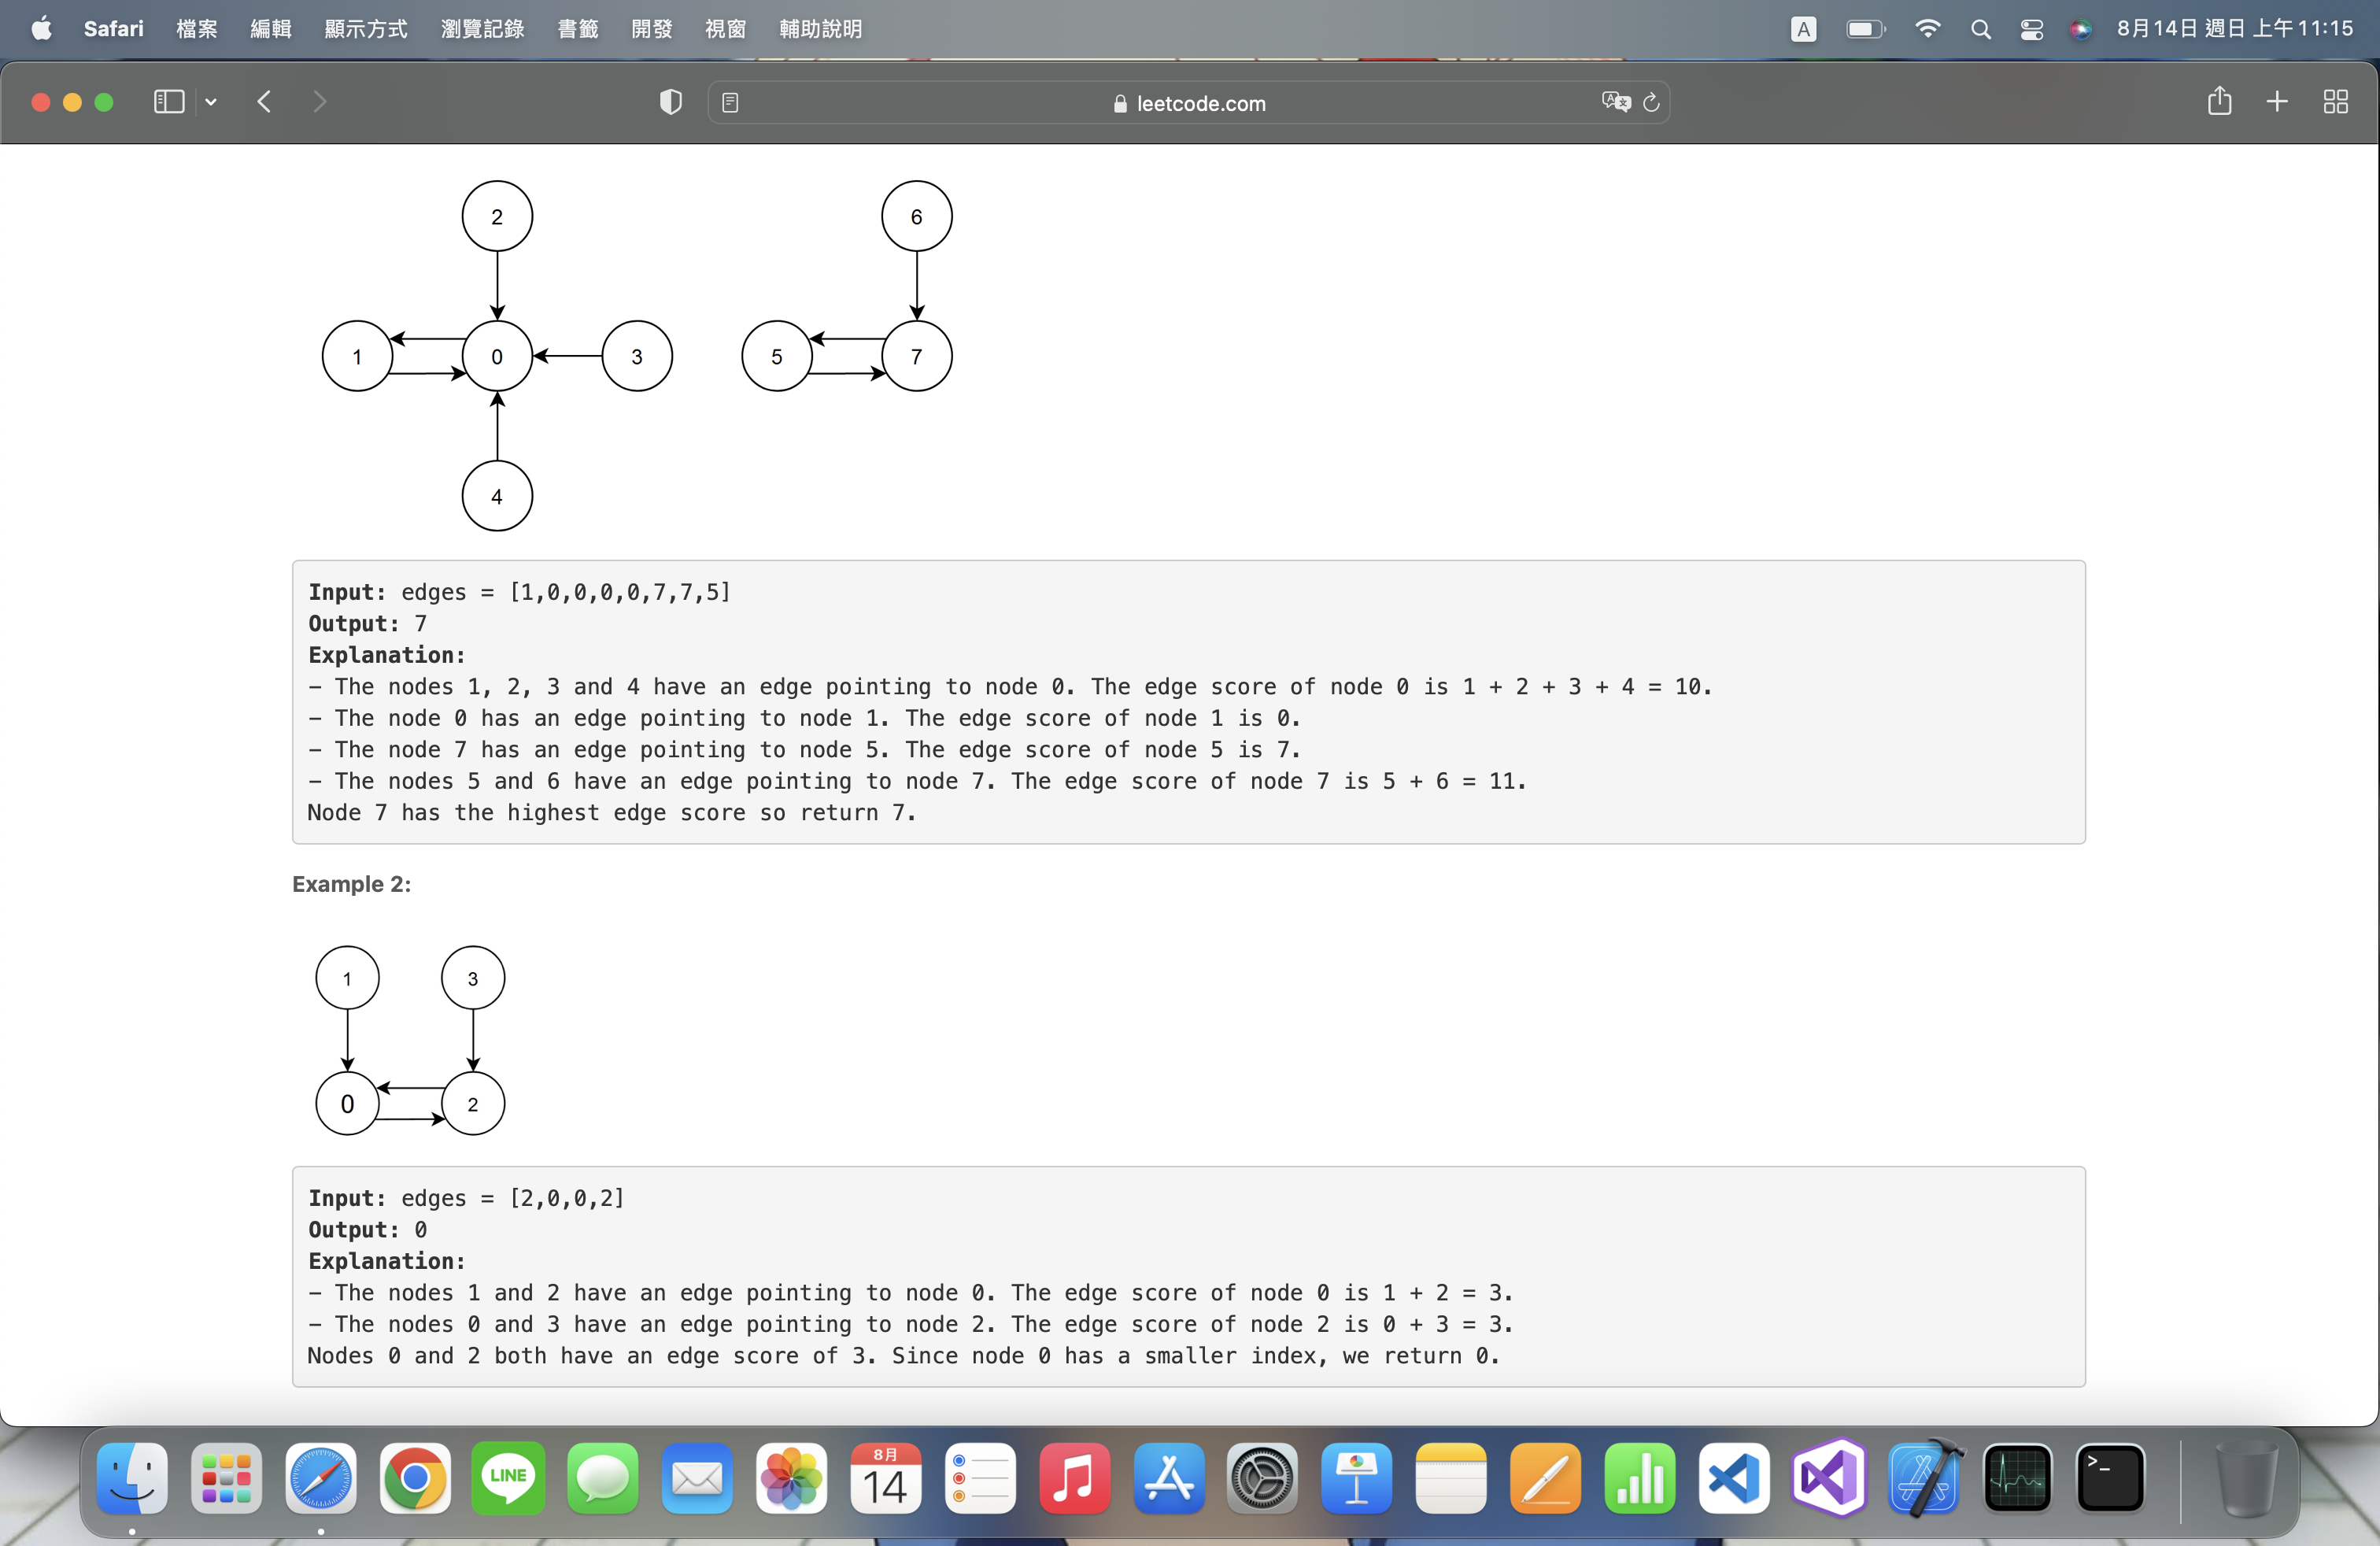 Safari 檔案 編輯 顯示方式 瀏覽記錄 書籤 開發 視窗 輔助說明 A 8月14日 週日 上午11:15
leetcode.com
2 6
1 0 3 5 7
4
Input: edges = [1,0,0,0,0,7,7,5]
Output: 7
Explanation:
- The nodes 1, 2, 3 and 4 have an edge pointing to node 0. The edge score of node 0 is 1 + 2 + 3 + 4 = 10.
- The node 0 has an edge pointing to node 1. The edge score of node 1 is 0.
- The node 7 has an edge pointing to node 5. The edge score of node 5 is 7.
- The nodes 5 and 6 have an edge pointing to node 7. The edge score of node 7 is 5 + 6 = 11.
Node 7 has the highest edge score so return 7.
Example 2:
1 3
0 2
Input: edges = [2,0,0,2]
Output: 0
Explanation:
- The nodes 1 and 2 have an edge pointing to node 0. The edge score of node 0 is 1 + 2 = 3.
- The nodes 0 and 3 have an edge pointing to node 2. The edge score of node 2 is 0 + 3 = 3.
Nodes 0 and 2 both have an edge score of 3. Since node 0 has a smaller index, we return 0.
LINE
8月
14
>_